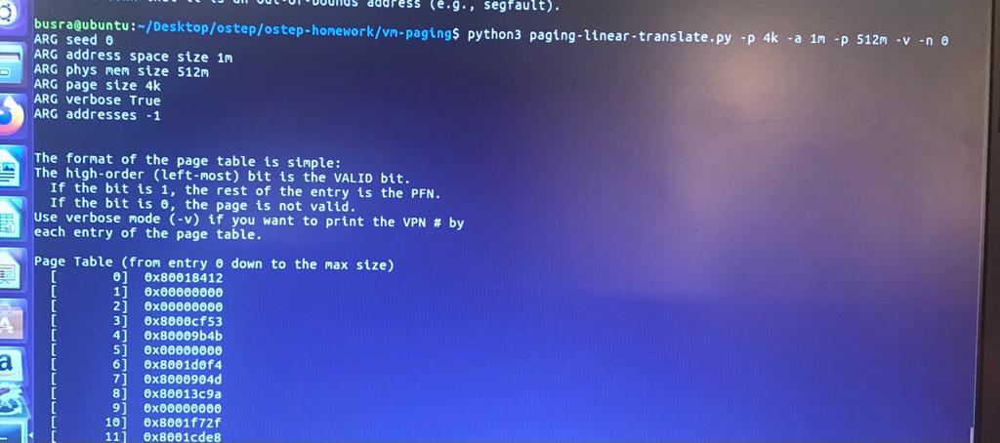 that it is an out-of-bounds address (e.g., segfault).
busra@ubuntu:~/Desktop/ostep/ostep-homework/vm-paging$ python3 paging-linear-translate.py -p 4k -a 1m -p 512m -v -n 0
ARG seed 0
ARG address space size 1m
ARG phys mem size 512m
ARG page size 4k
ARG verbose True
ARG addresses -1
The format of the page table is simple:
The high-order (left-most) bit is the VALID bit.
If the bit is 1, the rest of the entry is the PFN.
If the bit is 0, the page is not valid.
Use verbose mode (-v) if you want to print the VPN # by
each entry of the page table.
Page Table (from entry 0 down to the max size)
[ 0] 0x80018412
[ 1] 0x00000000
[ 2] 0x00000000
[ 3] 0x8000cf53
[ 4] 0x80009b4b
[ 5] 0x00000000
[ 6] 0x8001d0f4
[ 7] 0x8000904d
[ 8] 0x80013c9a
[ 9] 0x00000000
[ 10] 0x8001f72f
[ 11] 0x8001cde8